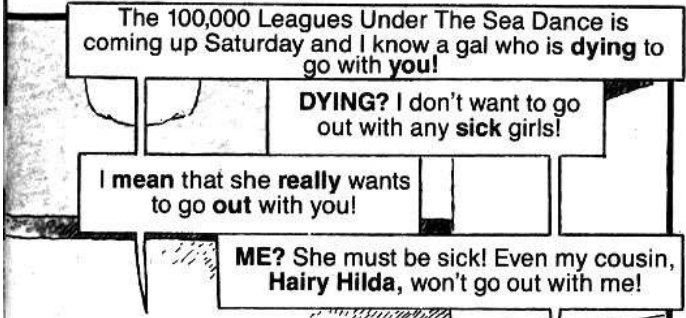 The 100,000 Leagues Under The Sea Dance is
coming up Saturday and I know a gal who is dying to
go with you!
DYING? I don't want to go
out with any sick girls!
I mean that she really wants
to go out with you!
ME? She must be sick! Even my cousin,
Hairy Hilda, won't go out with me!